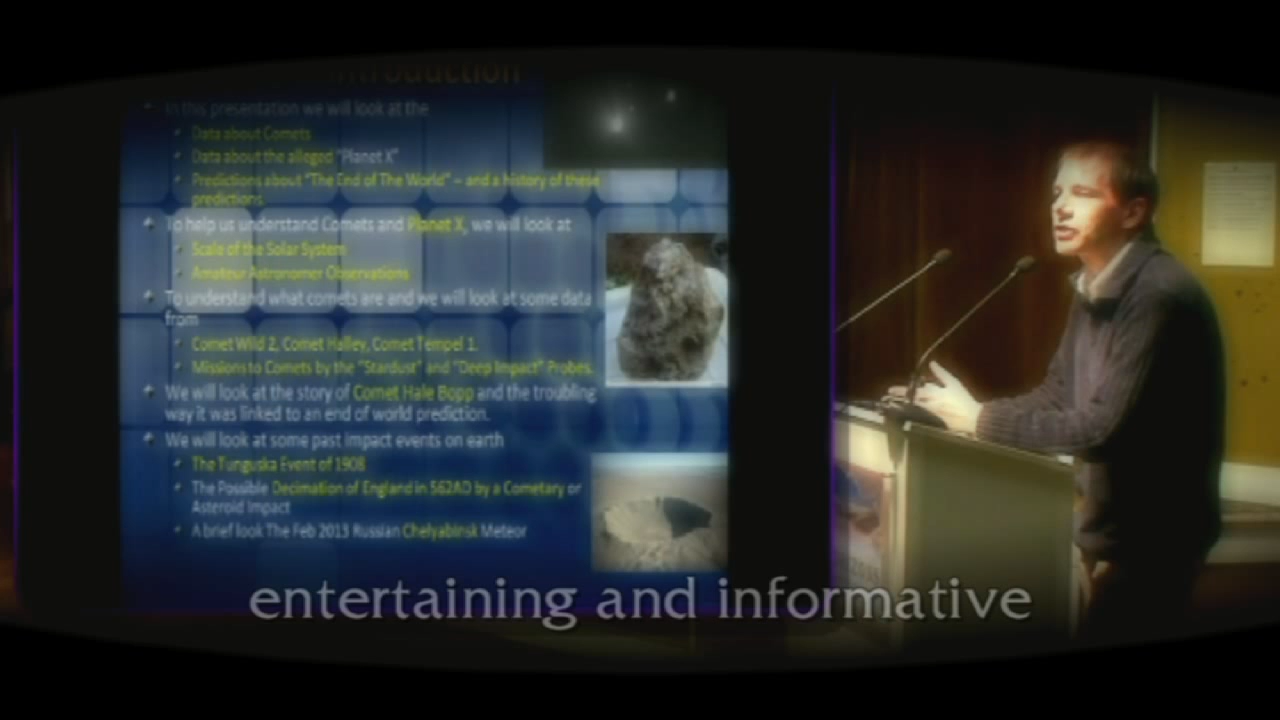 Introduction
In this presentation we will look at the
Data about Comets
Data about the alleged "Planet X"
Predictions about "The End of The World" – and a history of these
predictions
To help us understand Comets and Planet X, we will look at
Scale of the Solar System
Amateur Astronomer Observations
To understand what comets are and we will look at some data
from
Comet Wild 2, Comet Halley, Comet Tempel 1.
Missions to Comets by the "Stardust" and "Deep Impact" Probes.
We will look at the story of Comet Hale Bopp and the troubling
way it was linked to an end of world prediction.
We will look at some past impact events on earth
The Tunguska Event of 1908
The Possible Decimation of England in 562AD by a Cometary or
Asteroid Impact
A brief look The Feb 2013 Russian Chelyabinsk Meteor
entertaining and informative